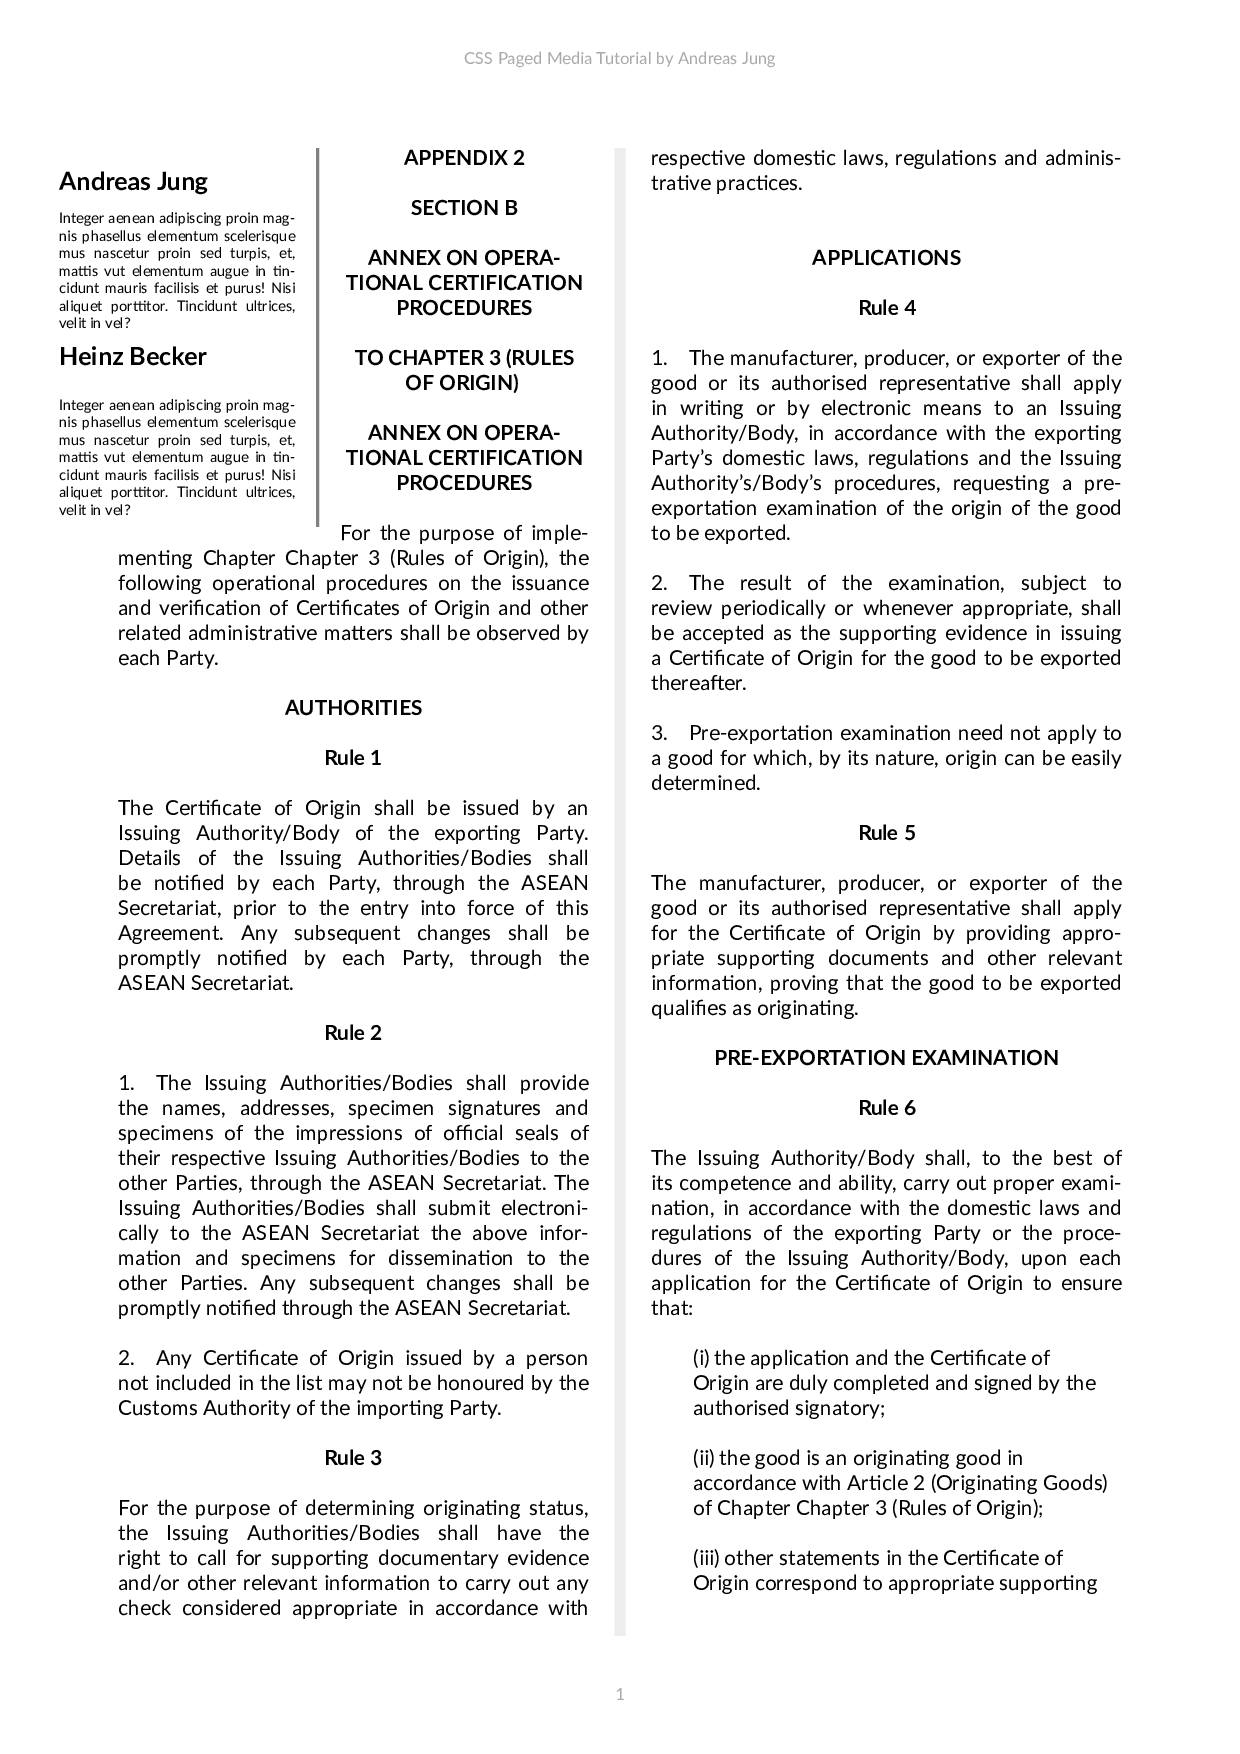 CSS Paged Media Tutorial by Andreas Jung
Andreas Jung
Integer aenean adipiscing proin mag-
nis phasellus elementum scelerisque
mus nascetur proin sed turpis, et,
mattis vut elementum augue in tin-
cidunt mauris facilisis et purus! Nisi
aliquet porttitor. Tincidunt ultrices,
velit in vel?
Heinz Becker
Integer aenean adipiscing proin mag-
nis phasellus elementum scelerisque
mus nascetur proin sed turpis, et,
mattis vut elementum augue in tin-
cidunt mauris facilisis et purus! Nisi
aliquet porttitor. Tincidunt ultrices,
velit in vel?
APPENDIX 2
SECTION B
ANNEX ON OPERA-
TIONAL CERTIFICATION
PROCEDURES
TO CHAPTER 3 (RULES
OF ORIGIN)
ANNEX ON OPERA-
TIONAL CERTIFICATION
PROCEDURES
For the purpose of imple-
menting Chapter Chapter 3 (Rules of Origin), the
following operational procedures on the issuance
and verification of Certificates of Origin and other
related administrative matters shall be observed by
each Party.
AUTHORITIES
Rule 1
The Certificate of Origin shall be issued by an
Issuing Authority/Body of the exporting Party.
Details of the Issuing Authorities/Bodies shall
be notified by each Party, through the ASEAN
Secretariat, prior to the entry into force of this
Agreement. Any subsequent changes shall be
promptly notified by each Party, through the
ASEAN Secretariat.
Rule 2
1. The Issuing Authorities/Bodies shall provide
the names, addresses, specimen signatures and
specimens of the impressions of official seals of
their respective Issuing Authorities/Bodies to the
other Parties, through the ASEAN Secretariat. The
Issuing Authorities/Bodies shall submit electroni-
cally to the ASEAN Secretariat the above infor-
mation and specimens for dissemination to the
other Parties. Any subsequent changes shall be
promptly notified through the ASEAN Secretariat.
2. Any Certificate of Origin issued by a person
not included in the list may not be honoured by the
Customs Authority of the importing Party.
Rule 3
For the purpose of determining originating status,
the Issuing Authorities/Bodies shall have the
right to call for supporting documentary evidence
and/or other relevant information to carry out any
check considered appropriate in accordance with
respective domestic laws, regulations and adminis-
trative practices.
APPLICATIONS
Rule 4
1. The manufacturer, producer, or exporter of the
good or its authorised representative shall apply
in writing or by electronic means to an Issuing
Authority/Body, in accordance with the exporting
Party’s domestic laws, regulations and the Issuing
Authority’s/Body’s procedures, requesting a pre-
exportation examination of the origin of the good
to be exported.
2. The result of the examination, subject to
review periodically or whenever appropriate, shall
be accepted as the supporting evidence in issuing
a Certificate of Origin for the good to be exported
thereafter.
3. Pre-exportation examination need not apply to
a good for which, by its nature, origin can be easily
determined.
Rule 5
The manufacturer, producer, or exporter of the
good or its authorised representative shall apply
for the Certificate of Origin by providing appro-
priate supporting documents and other relevant
information, proving that the good to be exported
qualifies as originating.
PRE-EXPORTATION EXAMINATION
Rule 6
The Issuing Authority/Body shall, to the best of
its competence and ability, carry out proper exami-
nation, in accordance with the domestic laws and
regulations of the exporting Party or the proce-
dures of the Issuing Authority/Body, upon each
application for the Certificate of Origin to ensure
that:
(i) the application and the Certificate of
Origin are duly completed and signed by the
authorised signatory;
(ii) the good is an originating good in
accordance with Article 2 (Originating Goods)
of Chapter Chapter 3 (Rules of Origin);
(iii) other statements in the Certificate of
Origin correspond to appropriate supporting
1